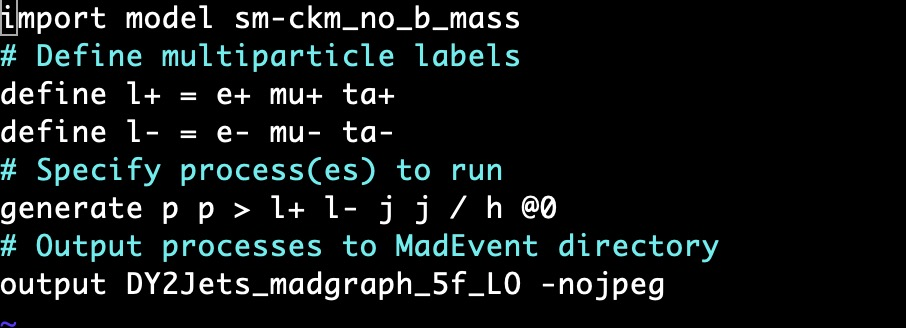 import model sm-ckm_no_b_mass
# Define multiparticle labels
define l+ = e+ mu+ ta+
define l- = e- mu- ta-
# Specify process(es) to run
generate p p > l+ l- j j / h @0
# Output processes to MadEvent directory
output DY2Jets_madgraph_5f_LO -nojpeg
~